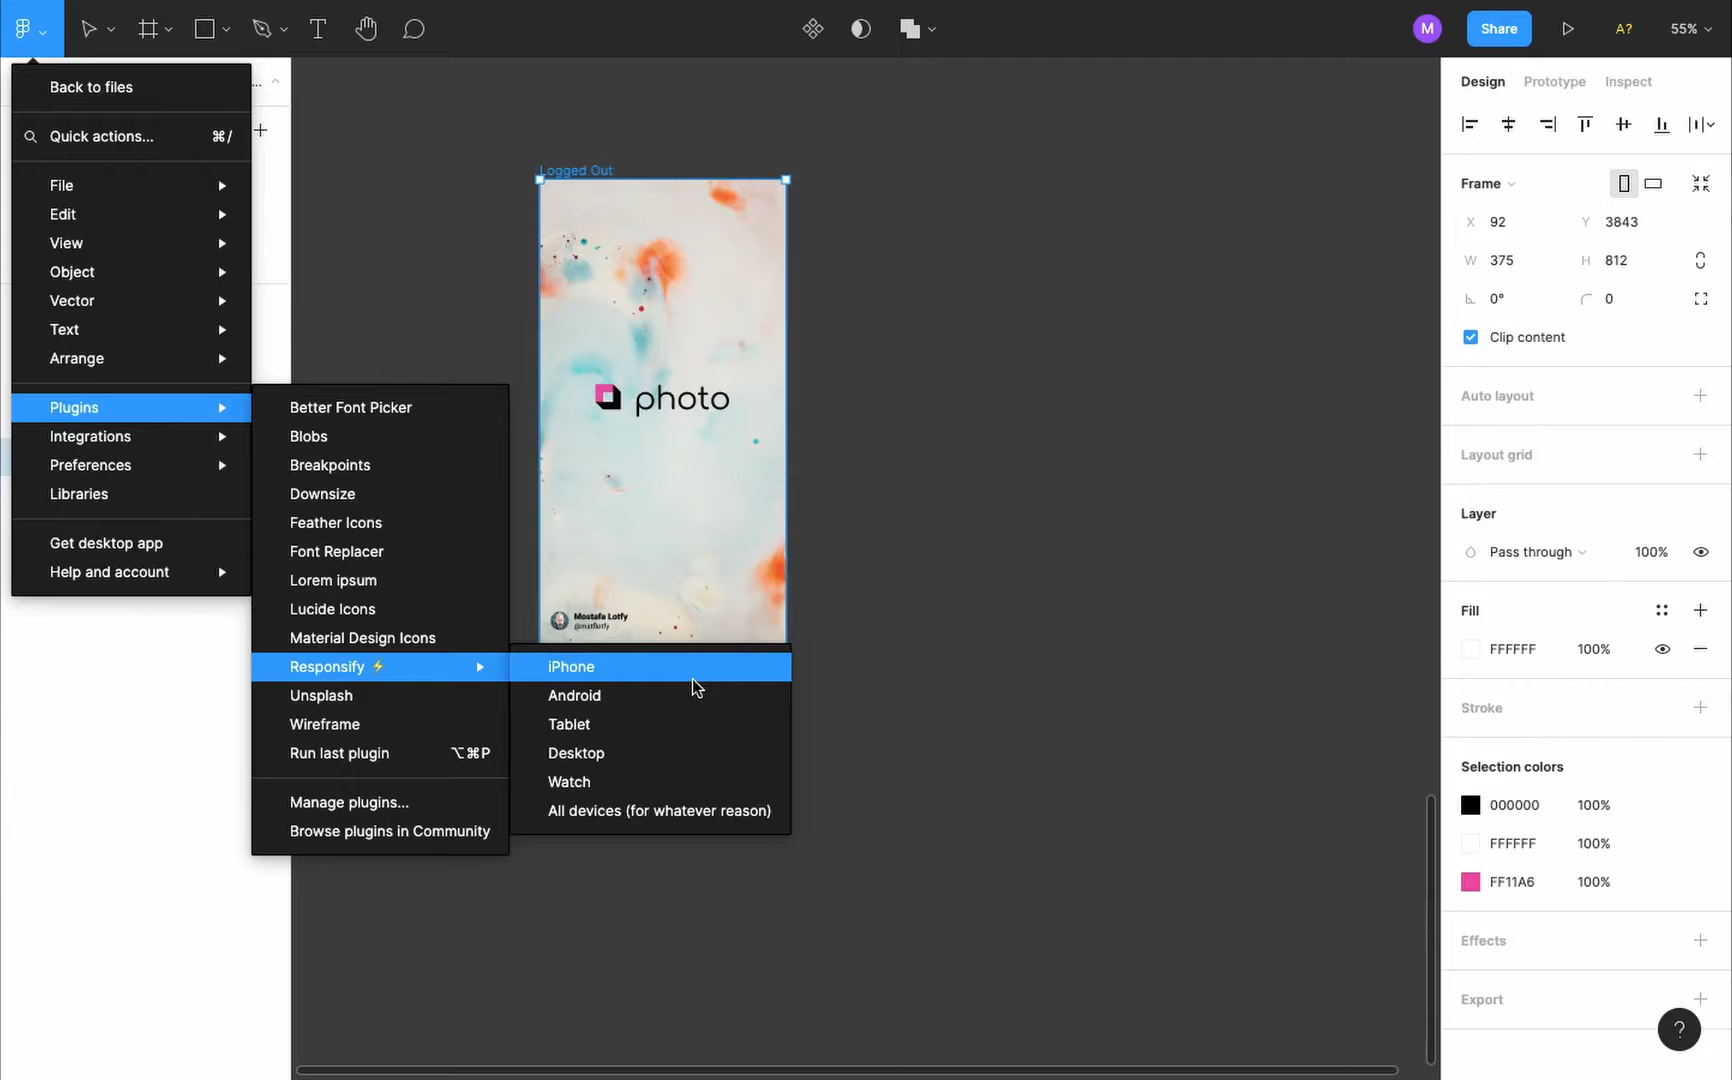 M
Share
A?
55%
Back to files
...
Quick actions... ⌘/
File
Edit
View
Object
Vector
Text
Arrange
Plugins
Integrations
Preferences
Libraries
Get desktop app
Help and account
Better Font Picker
Blobs
Breakpoints
Downsize
Feather Icons
Font Replacer
Lorem ipsum
Lucide Icons
Material Design Icons
Responsify ⚡
Unsplash
Wireframe
Run last plugin ⌥⌘P
Manage plugins...
Browse plugins in Community
iPhone
Android
Tablet
Desktop
Watch
All devices (for whatever reason)
Logged Out
photo
Mostafa Lotfy
Design Prototype Inspect
Frame
X 92 Y 3843
W 375 H 812
0° 0
Clip content
Auto layout
Layout grid
Layer
Pass through 100%
Fill
FFFFFF 100%
Stroke
Selection colors
000000 100%
FFFFFF 100%
FF11A6 100%
Effects
Export
?